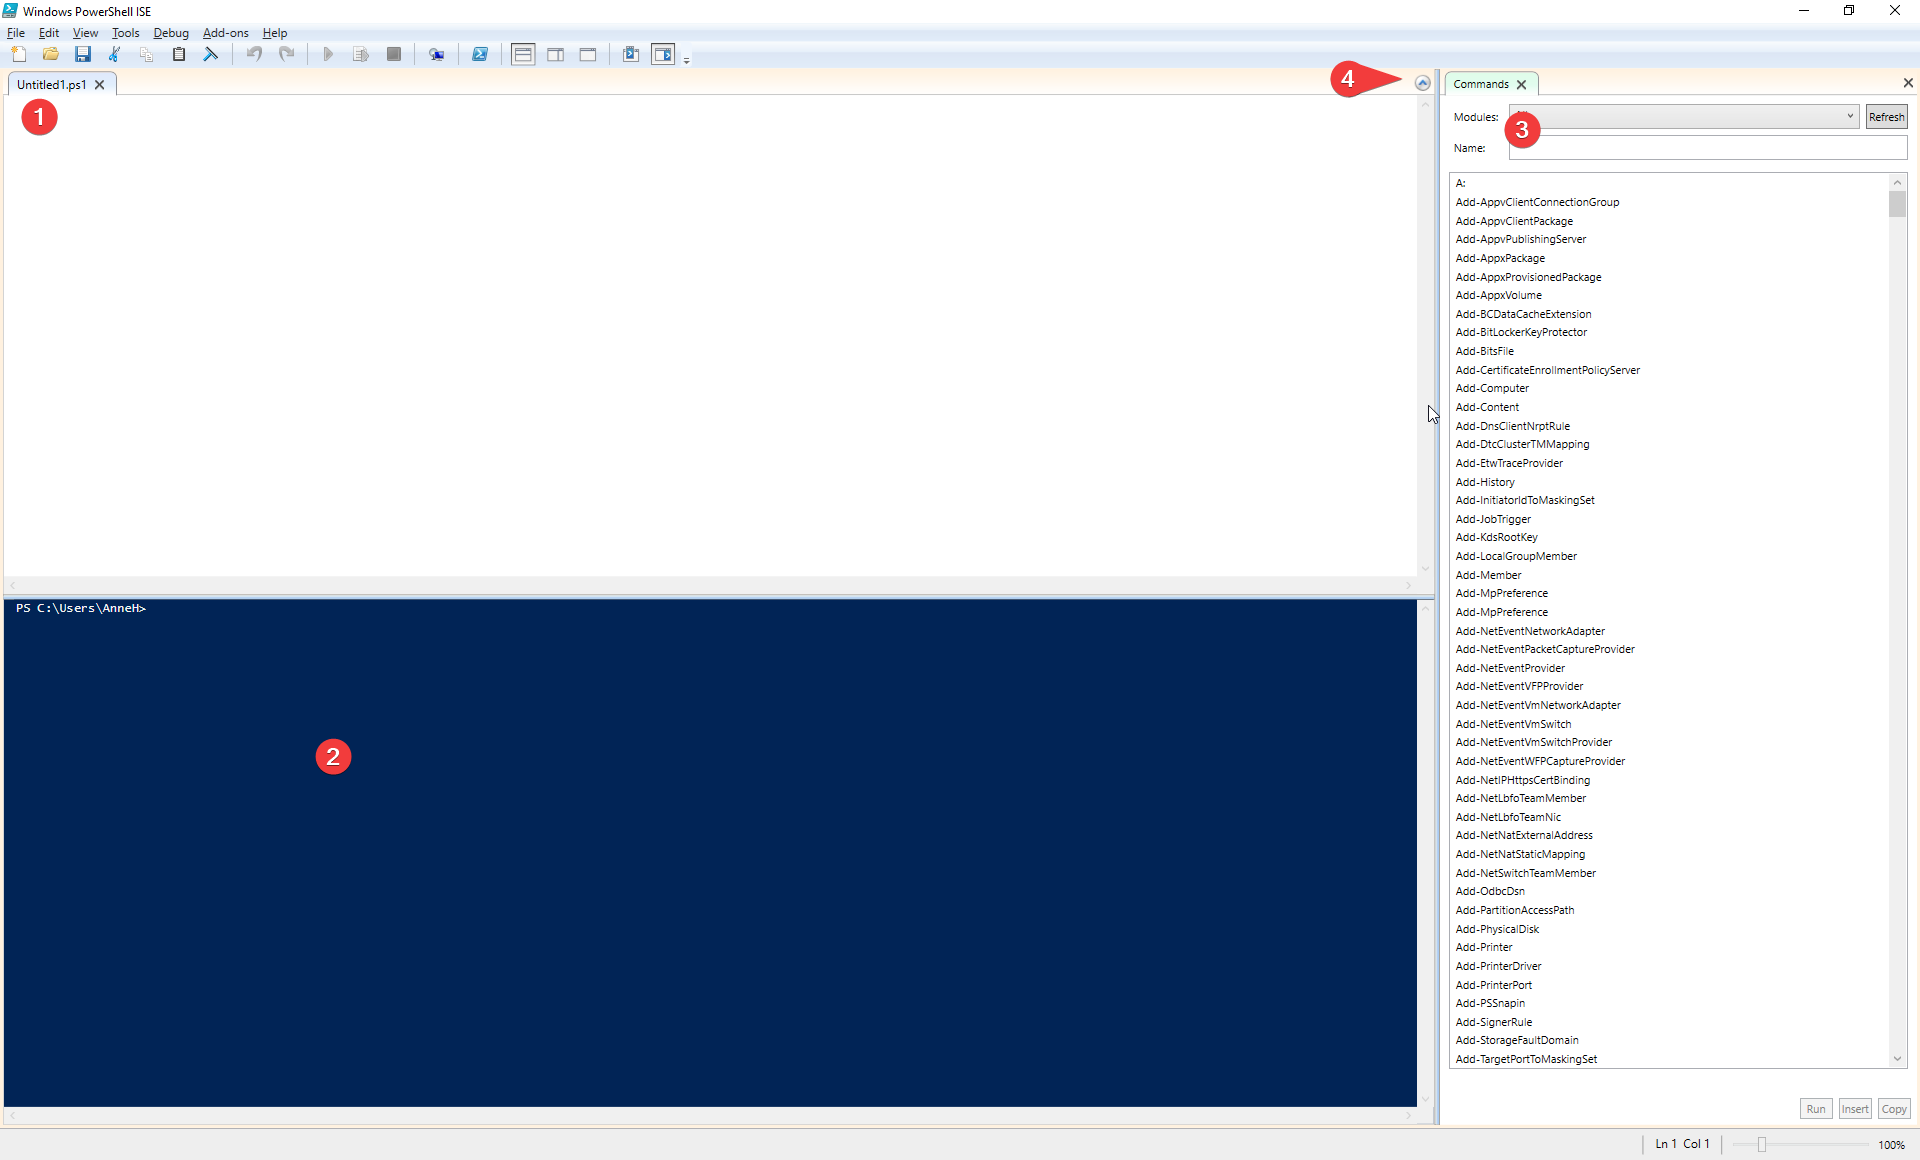 Windows PowerShell ISE
File Edit View Tools Debug Add-ons Help
Untitled1.ps1
4
Commands
1
Modules:
Refresh
3
Name:
A:
Add-AppvClientConnectionGroup
Add-AppvClientPackage
Add-AppvPublishingServer
Add-AppxPackage
Add-AppxProvisionedPackage
Add-AppxVolume
Add-BCDataCacheExtension
Add-BitLockerKeyProtector
Add-BitsFile
Add-CertificateEnrollmentPolicyServer
Add-Computer
Add-Content
Add-DnsClientNrptRule
Add-DtcClusterTMMapping
Add-EtwTraceProvider
Add-History
Add-InitiatorIdToMaskingSet
Add-JobTrigger
Add-KdsRootKey
Add-LocalGroupMember
Add-Member
Add-MpPreference
Add-MpPreference
Add-NetEventNetworkAdapter
Add-NetEventPacketCaptureProvider
Add-NetEventProvider
Add-NetEventVFPProvider
Add-NetEventVmNetworkAdapter
Add-NetEventVmSwitch
Add-NetEventVmSwitchProvider
Add-NetEventWFPCaptureProvider
Add-NetIPHttpsCertBinding
Add-NetLbfoTeamMember
Add-NetLbfoTeamNic
Add-NetNatExternalAddress
Add-NetNatStaticMapping
Add-NetSwitchTeamMember
Add-OdbcDsn
Add-PartitionAccessPath
Add-PhysicalDisk
Add-Printer
Add-PrinterDriver
Add-PrinterPort
Add-PSSnapin
Add-SignerRule
Add-StorageFaultDomain
Add-TargetPortToMaskingSet
PS C:\Users\AnneH>
2
Run Insert Copy
Ln 1 Col 1
100%